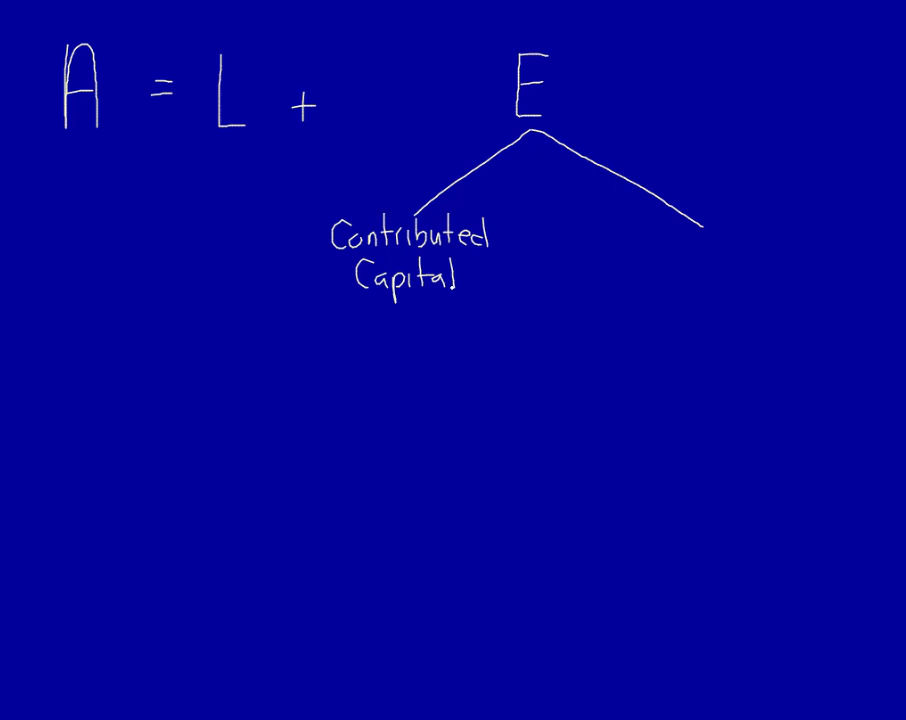 A = L + E
Contributed
Capital